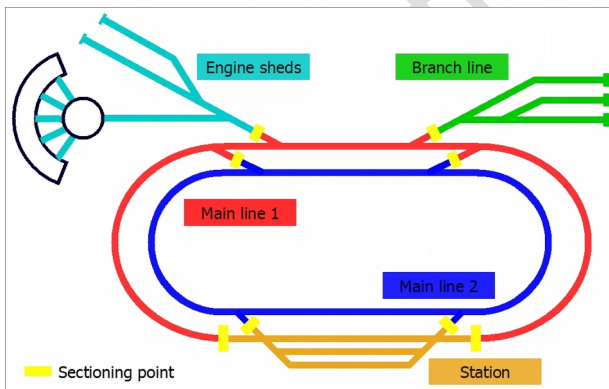 Engine sheds
Branch line
Main line 1
Main line 2
Sectioning point
Station